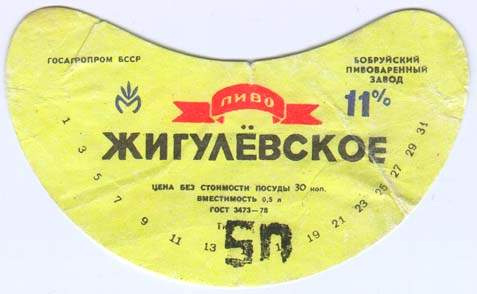 ГОСАГРОПРОМ БССР
БОБРУЙСКИЙ
ПИВОВАРЕННЫЙ
ЗАВОД
ПИВО
11%
ЖИГУЛЁВСКОЕ
ЦЕНА БЕЗ СТОИМОСТИ ПОСУДЫ 30 коп.
ВМЕСТИМОСТЬ 0,5 л
ГОСТ 3473—78
1 3 5 7 9 11 13 17 19 21 23 25 27 29 31
5П